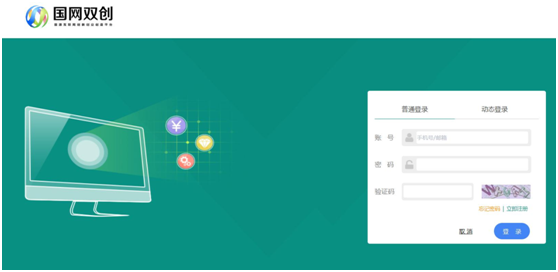 国网双创
普通登录
动态登录
账 号
手机号/邮箱
密 码
验证码
忘记密码 | 立即注册
取消
登 录